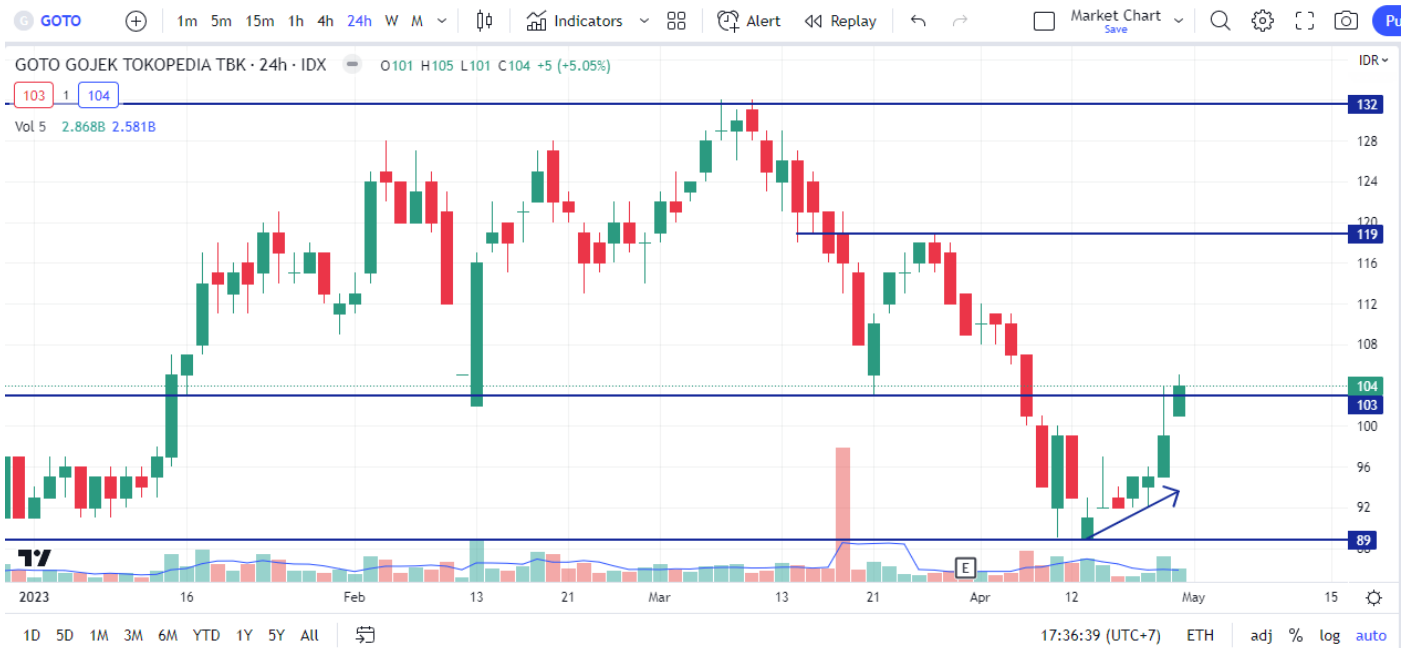 G GOTO 1m 5m 15m 1h 4h 24h W M Indicators Alert Replay Market Chart Pu
Save
GOTO GOJEK TOKOPEDIA TBK · 24h · IDX O101 H105 L101 C104 +5 (+5.05%) IDR
103 1 104
Vol 5 2.868B 2.581B
132
128
124
120
119
116
112
108
104
103
100
96
92
89
E
2023 16 Feb 13 21 Mar 13 21 Apr 12 May 15
1D 5D 1M 3M 6M YTD 1Y 5Y All 17:36:39 (UTC+7) ETH adj % log auto